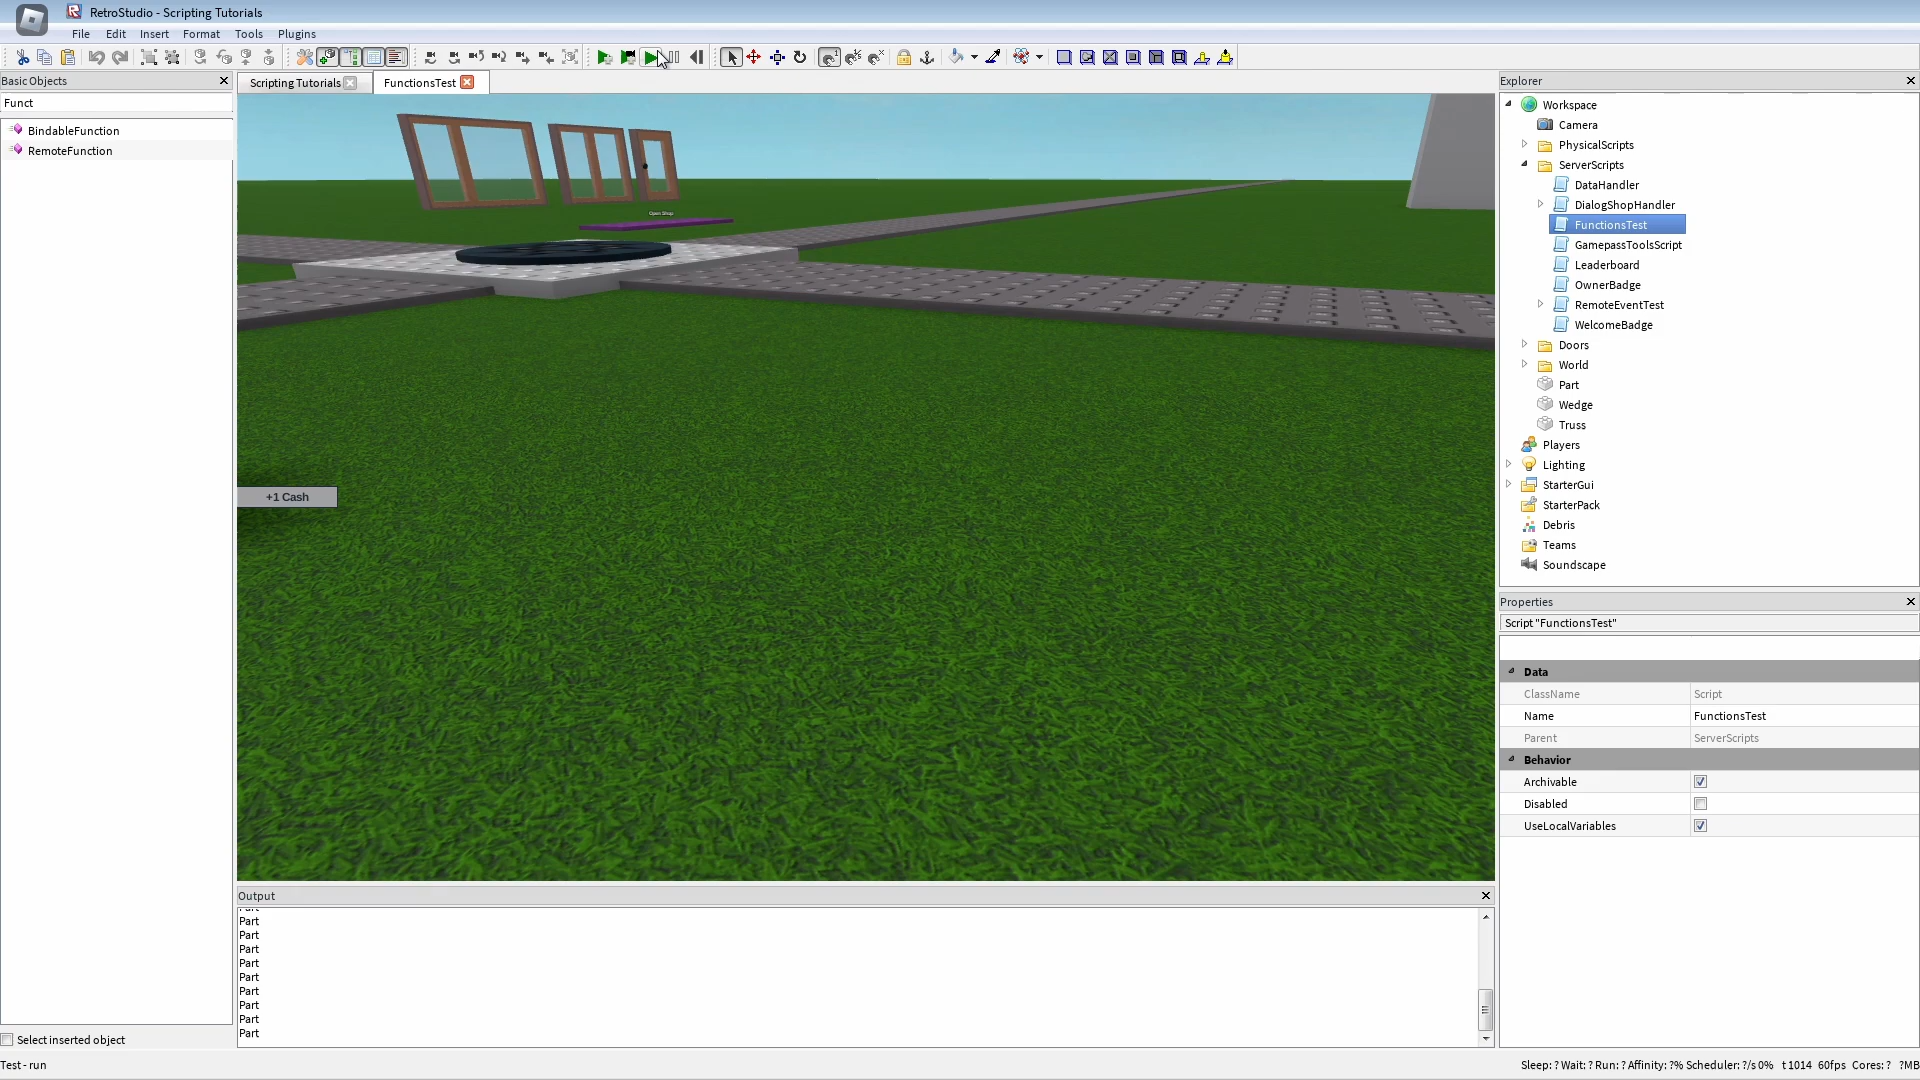 RetroStudio - Scripting Tutorials
File Edit Insert Format Tools Plugins
Basic Objects
Funct
BindableFunction
RemoteFunction
Select inserted object
Test - run
Scripting Tutorials
FunctionsTest
Open Shop
+1 Cash
Output
Part
Part
Part
Part
Part
Part
Part
Part
Part
Part
Explorer
Workspace
Camera
PhysicalScripts
ServerScripts
DataHandler
DialogShopHandler
FunctionsTest
GamepassToolsScript
Leaderboard
OwnerBadge
RemoteEventTest
WelcomeBadge
Doors
World
Part
Wedge
Truss
Players
Lighting
StarterGui
StarterPack
Debris
Teams
Soundscape
Properties
Script "FunctionsTest"
Data
ClassName Script
Name FunctionsTest
Parent ServerScripts
Behavior
Archivable
Disabled
UseLocalVariables
Sleep: ? Wait: ? Run: ? Affinity: ?% Scheduler: ?/s 0% t 1014 60fps Cores: ? ?MB